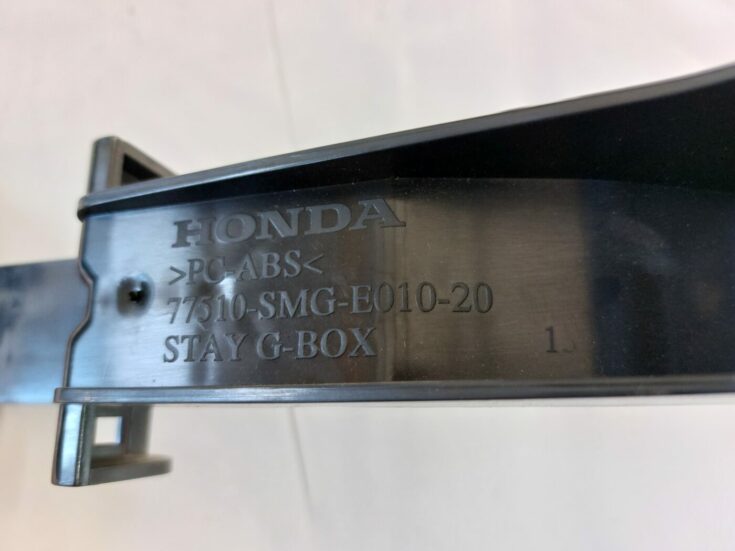 HONDA
>PC-ABS<
77510-SMG-E010-20
STAY G-BOX